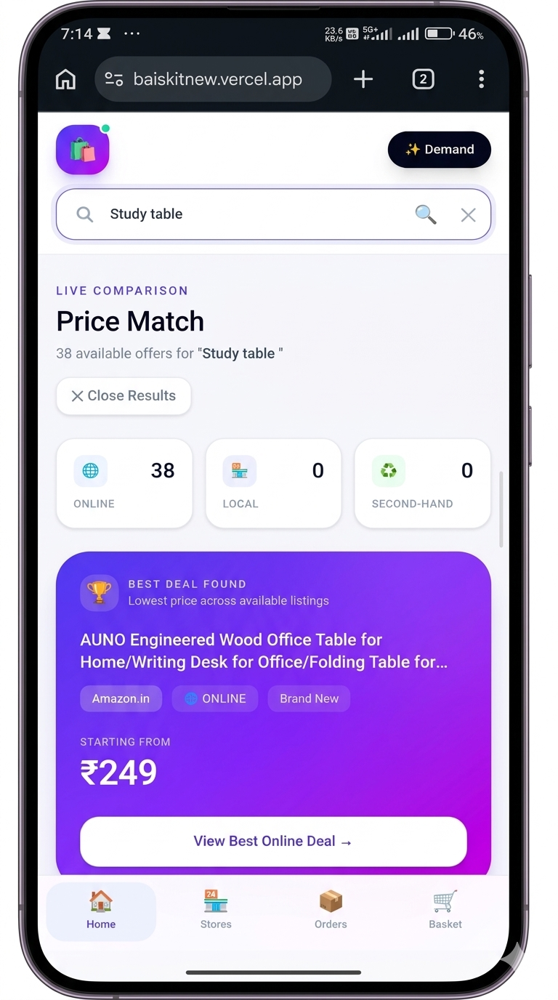 7:14
23.6 KB/s 5G+ 4F 46%
baiskitnew.vercel.app
2
✨ Demand
Study table
LIVE COMPARISON
Price Match
38 available offers for "Study table "
Close Results
38
0
0
ONLINE
LOCAL
SECOND-HAND
BEST DEAL FOUND
Lowest price across available listings
AUNO Engineered Wood Office Table for
Home/Writing Desk for Office/Folding Table for...
Amazon.in
ONLINE
Brand New
STARTING FROM
₹249
View Best Online Deal →
24
Home
Stores
Orders
Basket